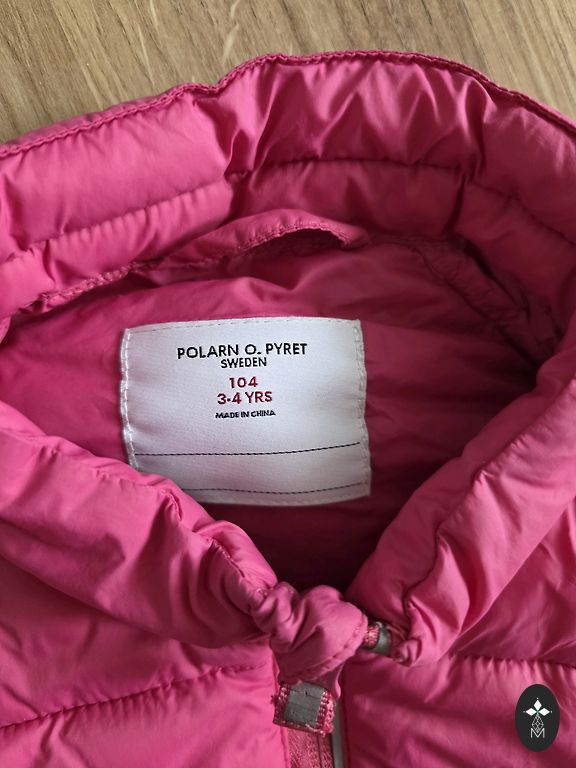 POLARN O. PYRET
SWEDEN
104
3-4 YRS
MADE IN CHINA